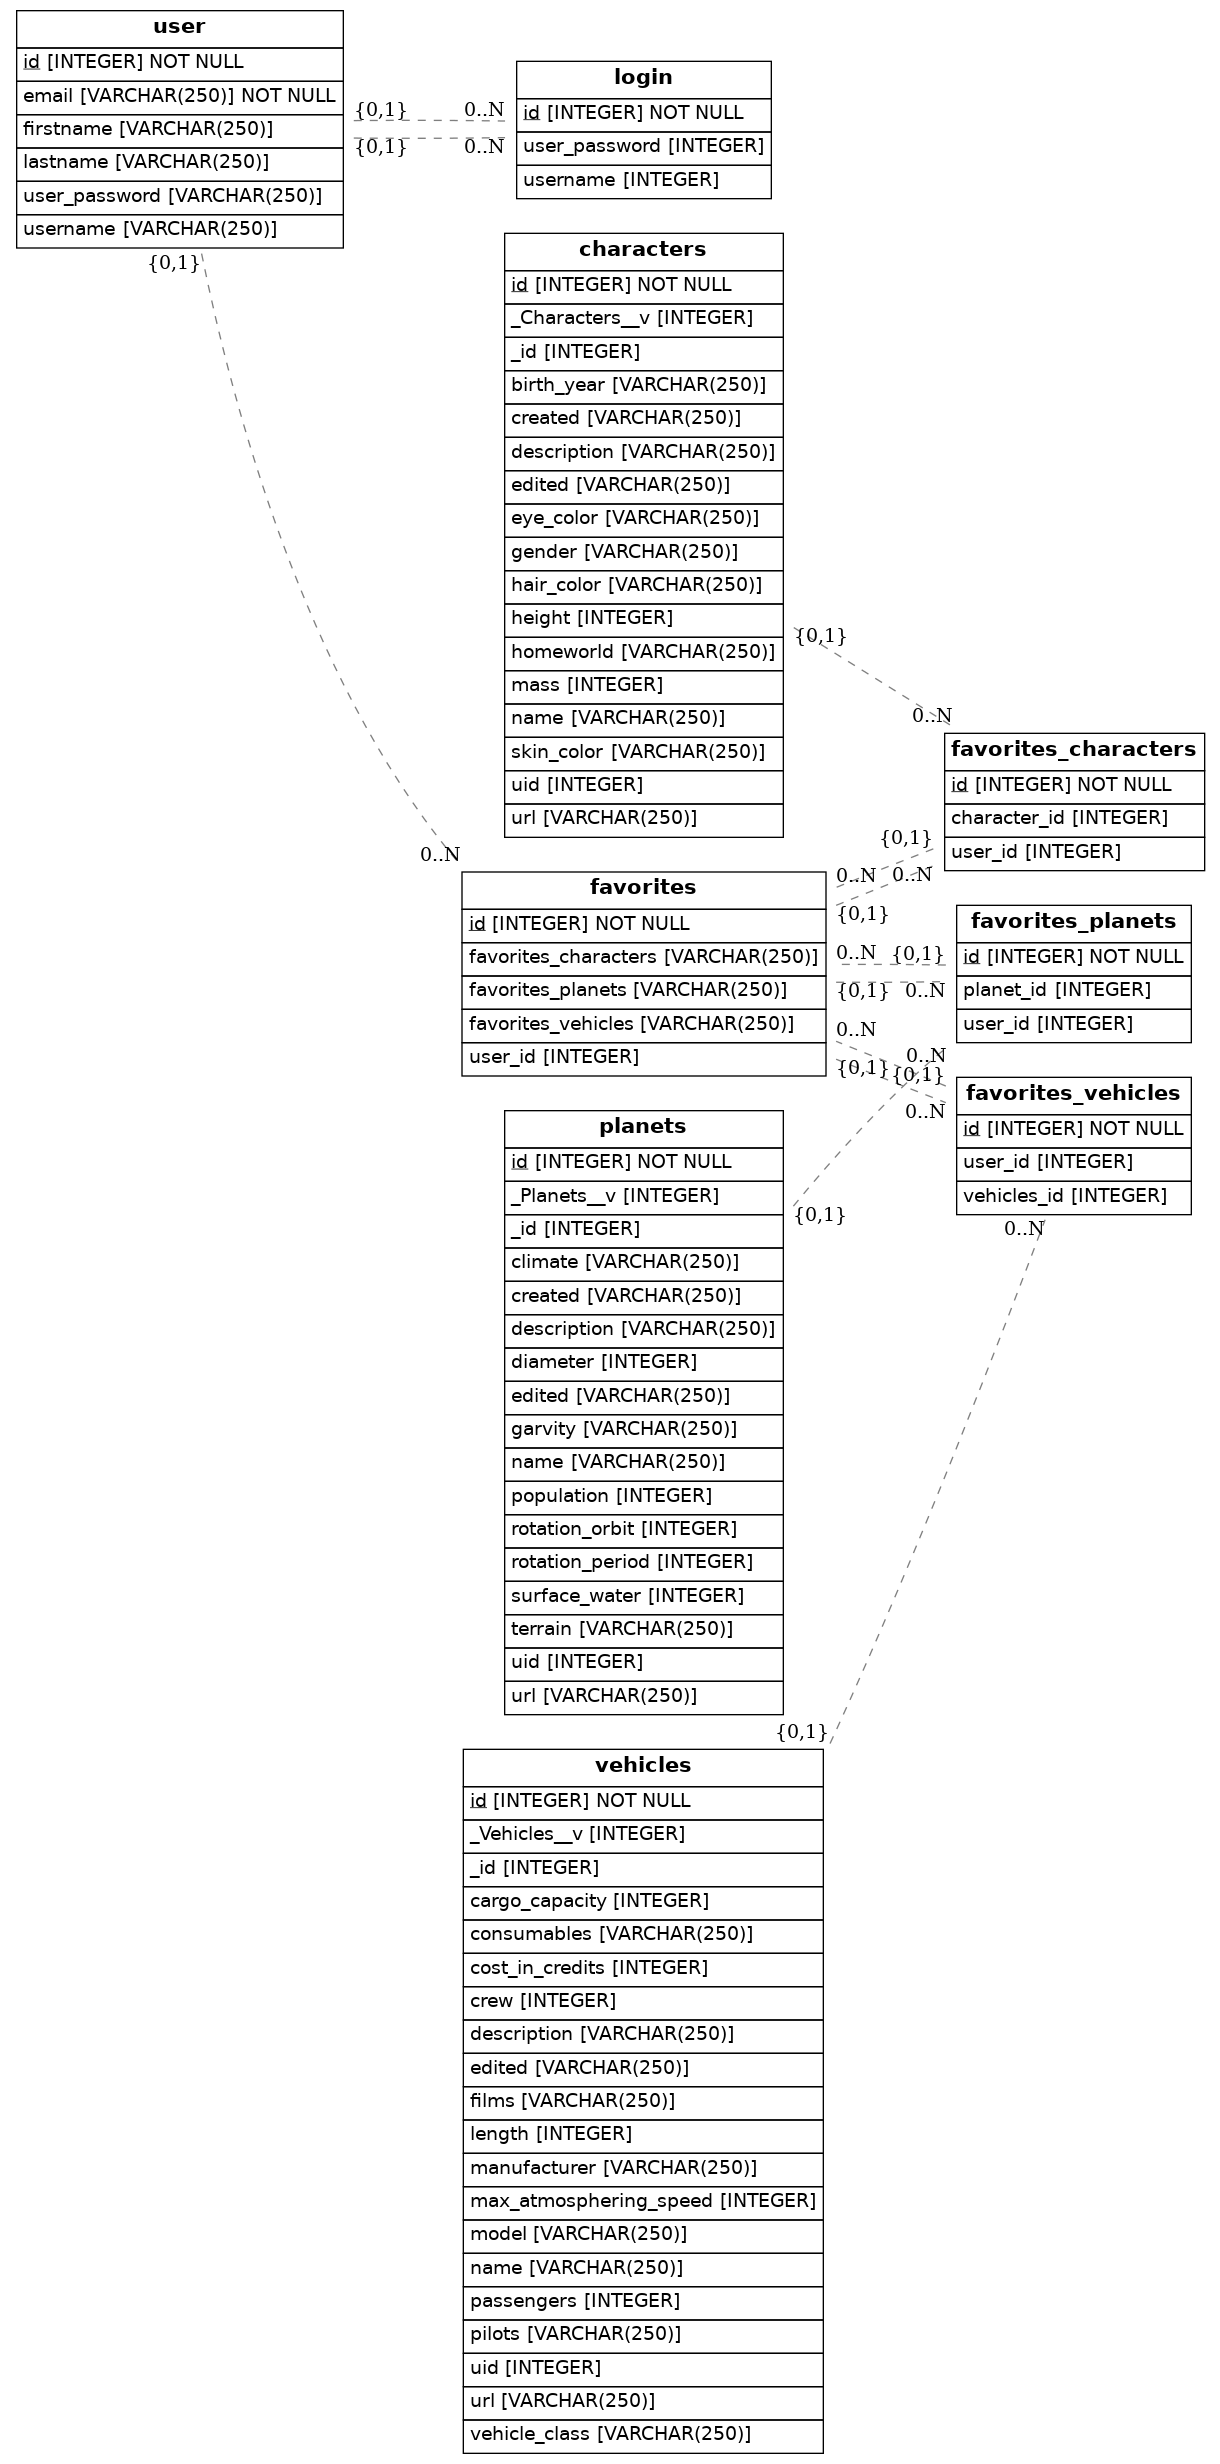 user
id [INTEGER] NOT NULL
email [VARCHAR(250)] NOT NULL
firstname [VARCHAR(250)]
lastname [VARCHAR(250)]
user_password [VARCHAR(250)]
username [VARCHAR(250)]
{0,1}
0..N
{0,1}
0..N
login
id [INTEGER] NOT NULL
user_password [INTEGER]
username [INTEGER]
{0,1}
0..N
characters
id [INTEGER] NOT NULL
_Characters__v [INTEGER]
_id [INTEGER]
birth_year [VARCHAR(250)]
created [VARCHAR(250)]
description [VARCHAR(250)]
edited [VARCHAR(250)]
eye_color [VARCHAR(250)]
gender [VARCHAR(250)]
hair_color [VARCHAR(250)]
height [INTEGER]
homeworld [VARCHAR(250)]
mass [INTEGER]
name [VARCHAR(250)]
skin_color [VARCHAR(250)]
uid [INTEGER]
url [VARCHAR(250)]
{0,1}
0..N
favorites_characters
id [INTEGER] NOT NULL
character_id [INTEGER]
user_id [INTEGER]
favorites
id [INTEGER] NOT NULL
favorites_characters [VARCHAR(250)]
favorites_planets [VARCHAR(250)]
favorites_vehicles [VARCHAR(250)]
user_id [INTEGER]
{0,1}
0..N
0..N
{0,1}
0..N
{0,1}
{0,1}
0..N
0..N
0..N
{0,1}
{0,1}
0..N
favorites_planets
id [INTEGER] NOT NULL
planet_id [INTEGER]
user_id [INTEGER]
favorites_vehicles
id [INTEGER] NOT NULL
user_id [INTEGER]
vehicles_id [INTEGER]
{0,1}
0..N
planets
id [INTEGER] NOT NULL
_Planets__v [INTEGER]
_id [INTEGER]
climate [VARCHAR(250)]
created [VARCHAR(250)]
description [VARCHAR(250)]
diameter [INTEGER]
edited [VARCHAR(250)]
garvity [VARCHAR(250)]
name [VARCHAR(250)]
population [INTEGER]
rotation_orbit [INTEGER]
rotation_period [INTEGER]
surface_water [INTEGER]
terrain [VARCHAR(250)]
uid [INTEGER]
url [VARCHAR(250)]
{0,1}
vehicles
id [INTEGER] NOT NULL
_Vehicles__v [INTEGER]
_id [INTEGER]
cargo_capacity [INTEGER]
consumables [VARCHAR(250)]
cost_in_credits [INTEGER]
crew [INTEGER]
description [VARCHAR(250)]
edited [VARCHAR(250)]
films [VARCHAR(250)]
length [INTEGER]
manufacturer [VARCHAR(250)]
max_atmosphering_speed [INTEGER]
model [VARCHAR(250)]
name [VARCHAR(250)]
passengers [INTEGER]
pilots [VARCHAR(250)]
uid [INTEGER]
url [VARCHAR(250)]
vehicle_class [VARCHAR(250)]